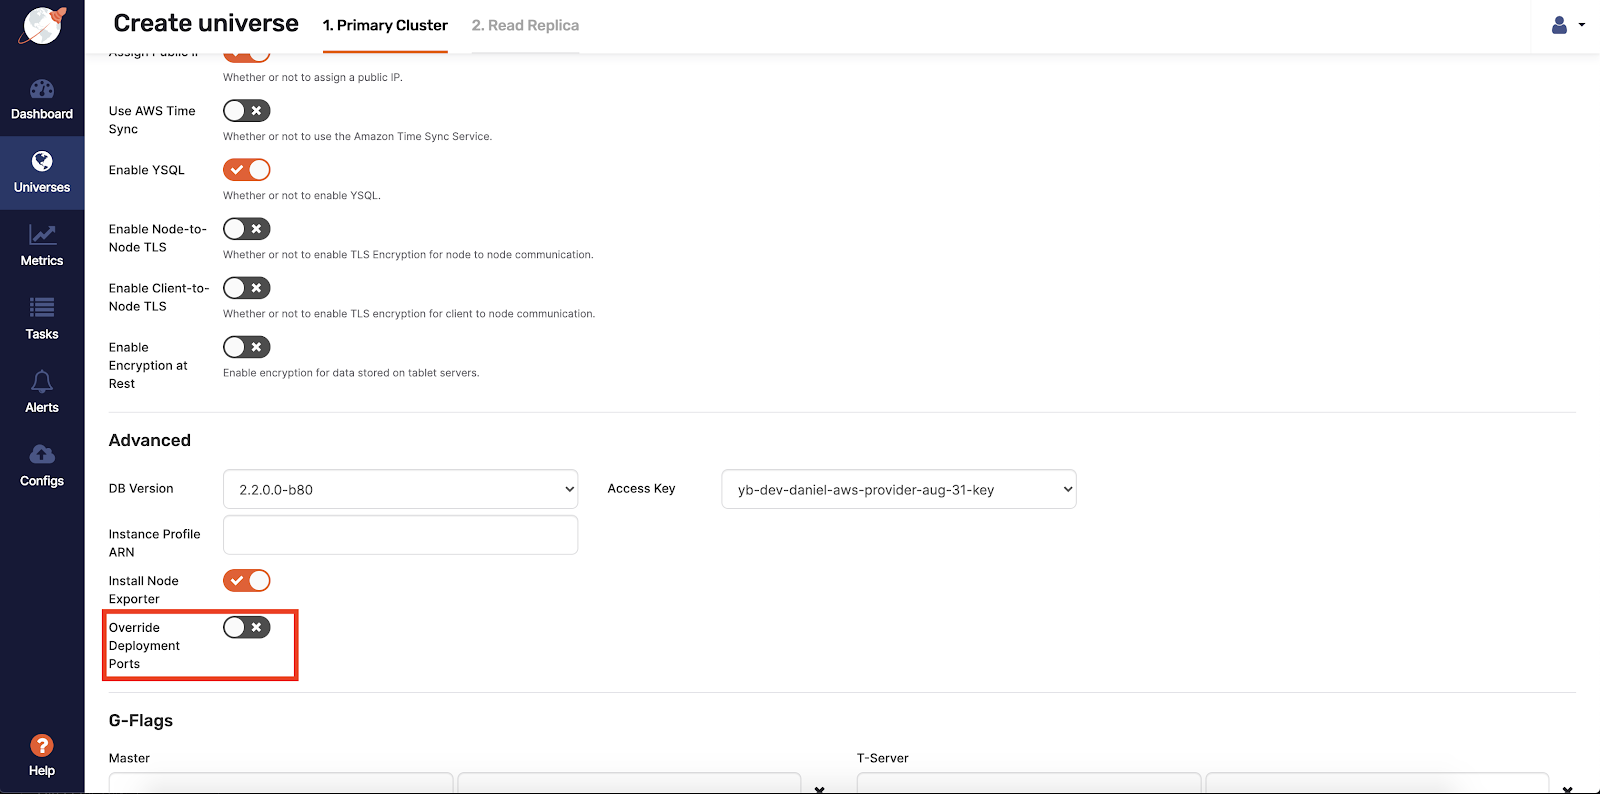 Create universe
1. Primary Cluster
2. Read Replica
Dashboard
Universes
Metrics
Tasks
Alerts
Configs
Help
Assign Public IP
Whether or not to assign a public IP.
Use AWS Time
Sync
Whether or not to use the Amazon Time Sync Service.
Enable YSQL
Whether or not to enable YSQL.
Enable Node-to-
Node TLS
Whether or not to enable TLS Encryption for node to node communication.
Enable Client-to-
Node TLS
Whether or not to enable TLS encryption for client to node communication.
Enable
Encryption at
Rest
Enable encryption for data stored on tablet servers.
Advanced
DB Version
2.2.0.0-b80
Access Key
yb-dev-daniel-aws-provider-aug-31-key
Instance Profile
ARN
Install Node
Exporter
Override
Deployment
Ports
G-Flags
Master
T-Server